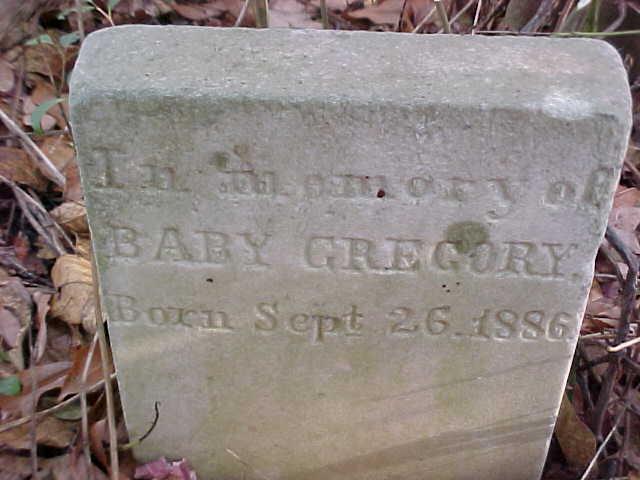 In memory of
BABY GREGORY.
Born Sept 26.1886.